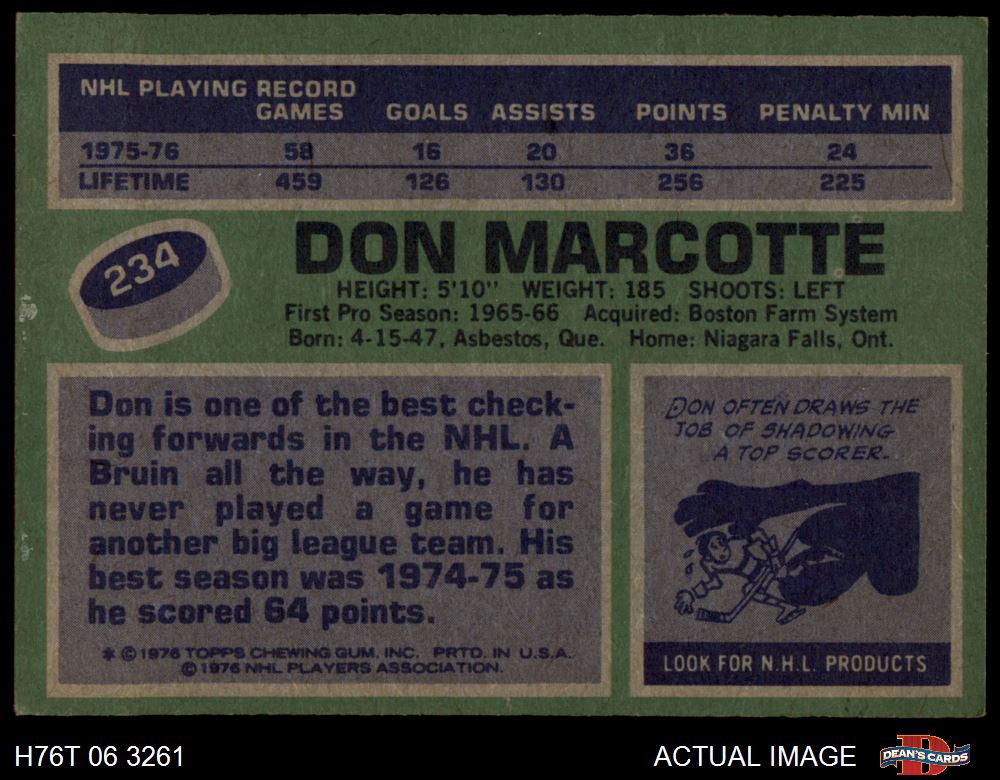 NHL PLAYING RECORD
GAMES GOALS ASSISTS POINTS PENALTY MIN
1975-76 58 16 20 36 24
LIFETIME 459 126 130 256 225
234
DON MARCOTTE
HEIGHT: 5'10" WEIGHT: 185 SHOOTS: LEFT
First Pro Season: 1965-66 Acquired: Boston Farm System
Born: 4-15-47, Asbestos, Que. Home: Niagara Falls, Ont.
Don is one of the best check-
ing forwards in the NHL. A
Bruin all the way, he has
never played a game for
another big league team. His
best season was 1974-75 as
he scored 64 points.
* © 1976 TOPPS CHEWING GUM, INC. PRTD. IN U.S.A.
© 1976 NHL PLAYERS ASSOCIATION.
DON OFTEN DRAWS THE
JOB OF SHADOWING
A TOP SCORER.
LOOK FOR N.H.L. PRODUCTS
H76T 06 3261
ACTUAL IMAGE
DEAN'S CARDS